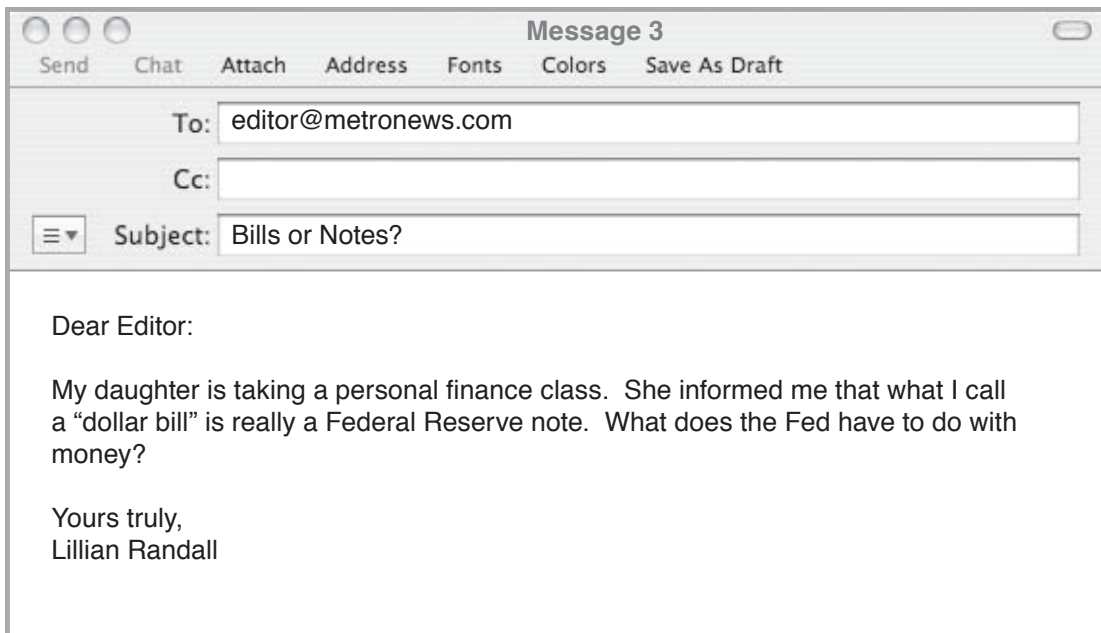 Message 3
Send Chat Attach Address Fonts Colors Save As Draft
To: editor@metronews.com
Cc:
Subject: Bills or Notes?
Dear Editor:
My daughter is taking a personal finance class. She informed me that what I call
a “dollar bill” is really a Federal Reserve note. What does the Fed have to do with
money?
Yours truly,
Lillian Randall